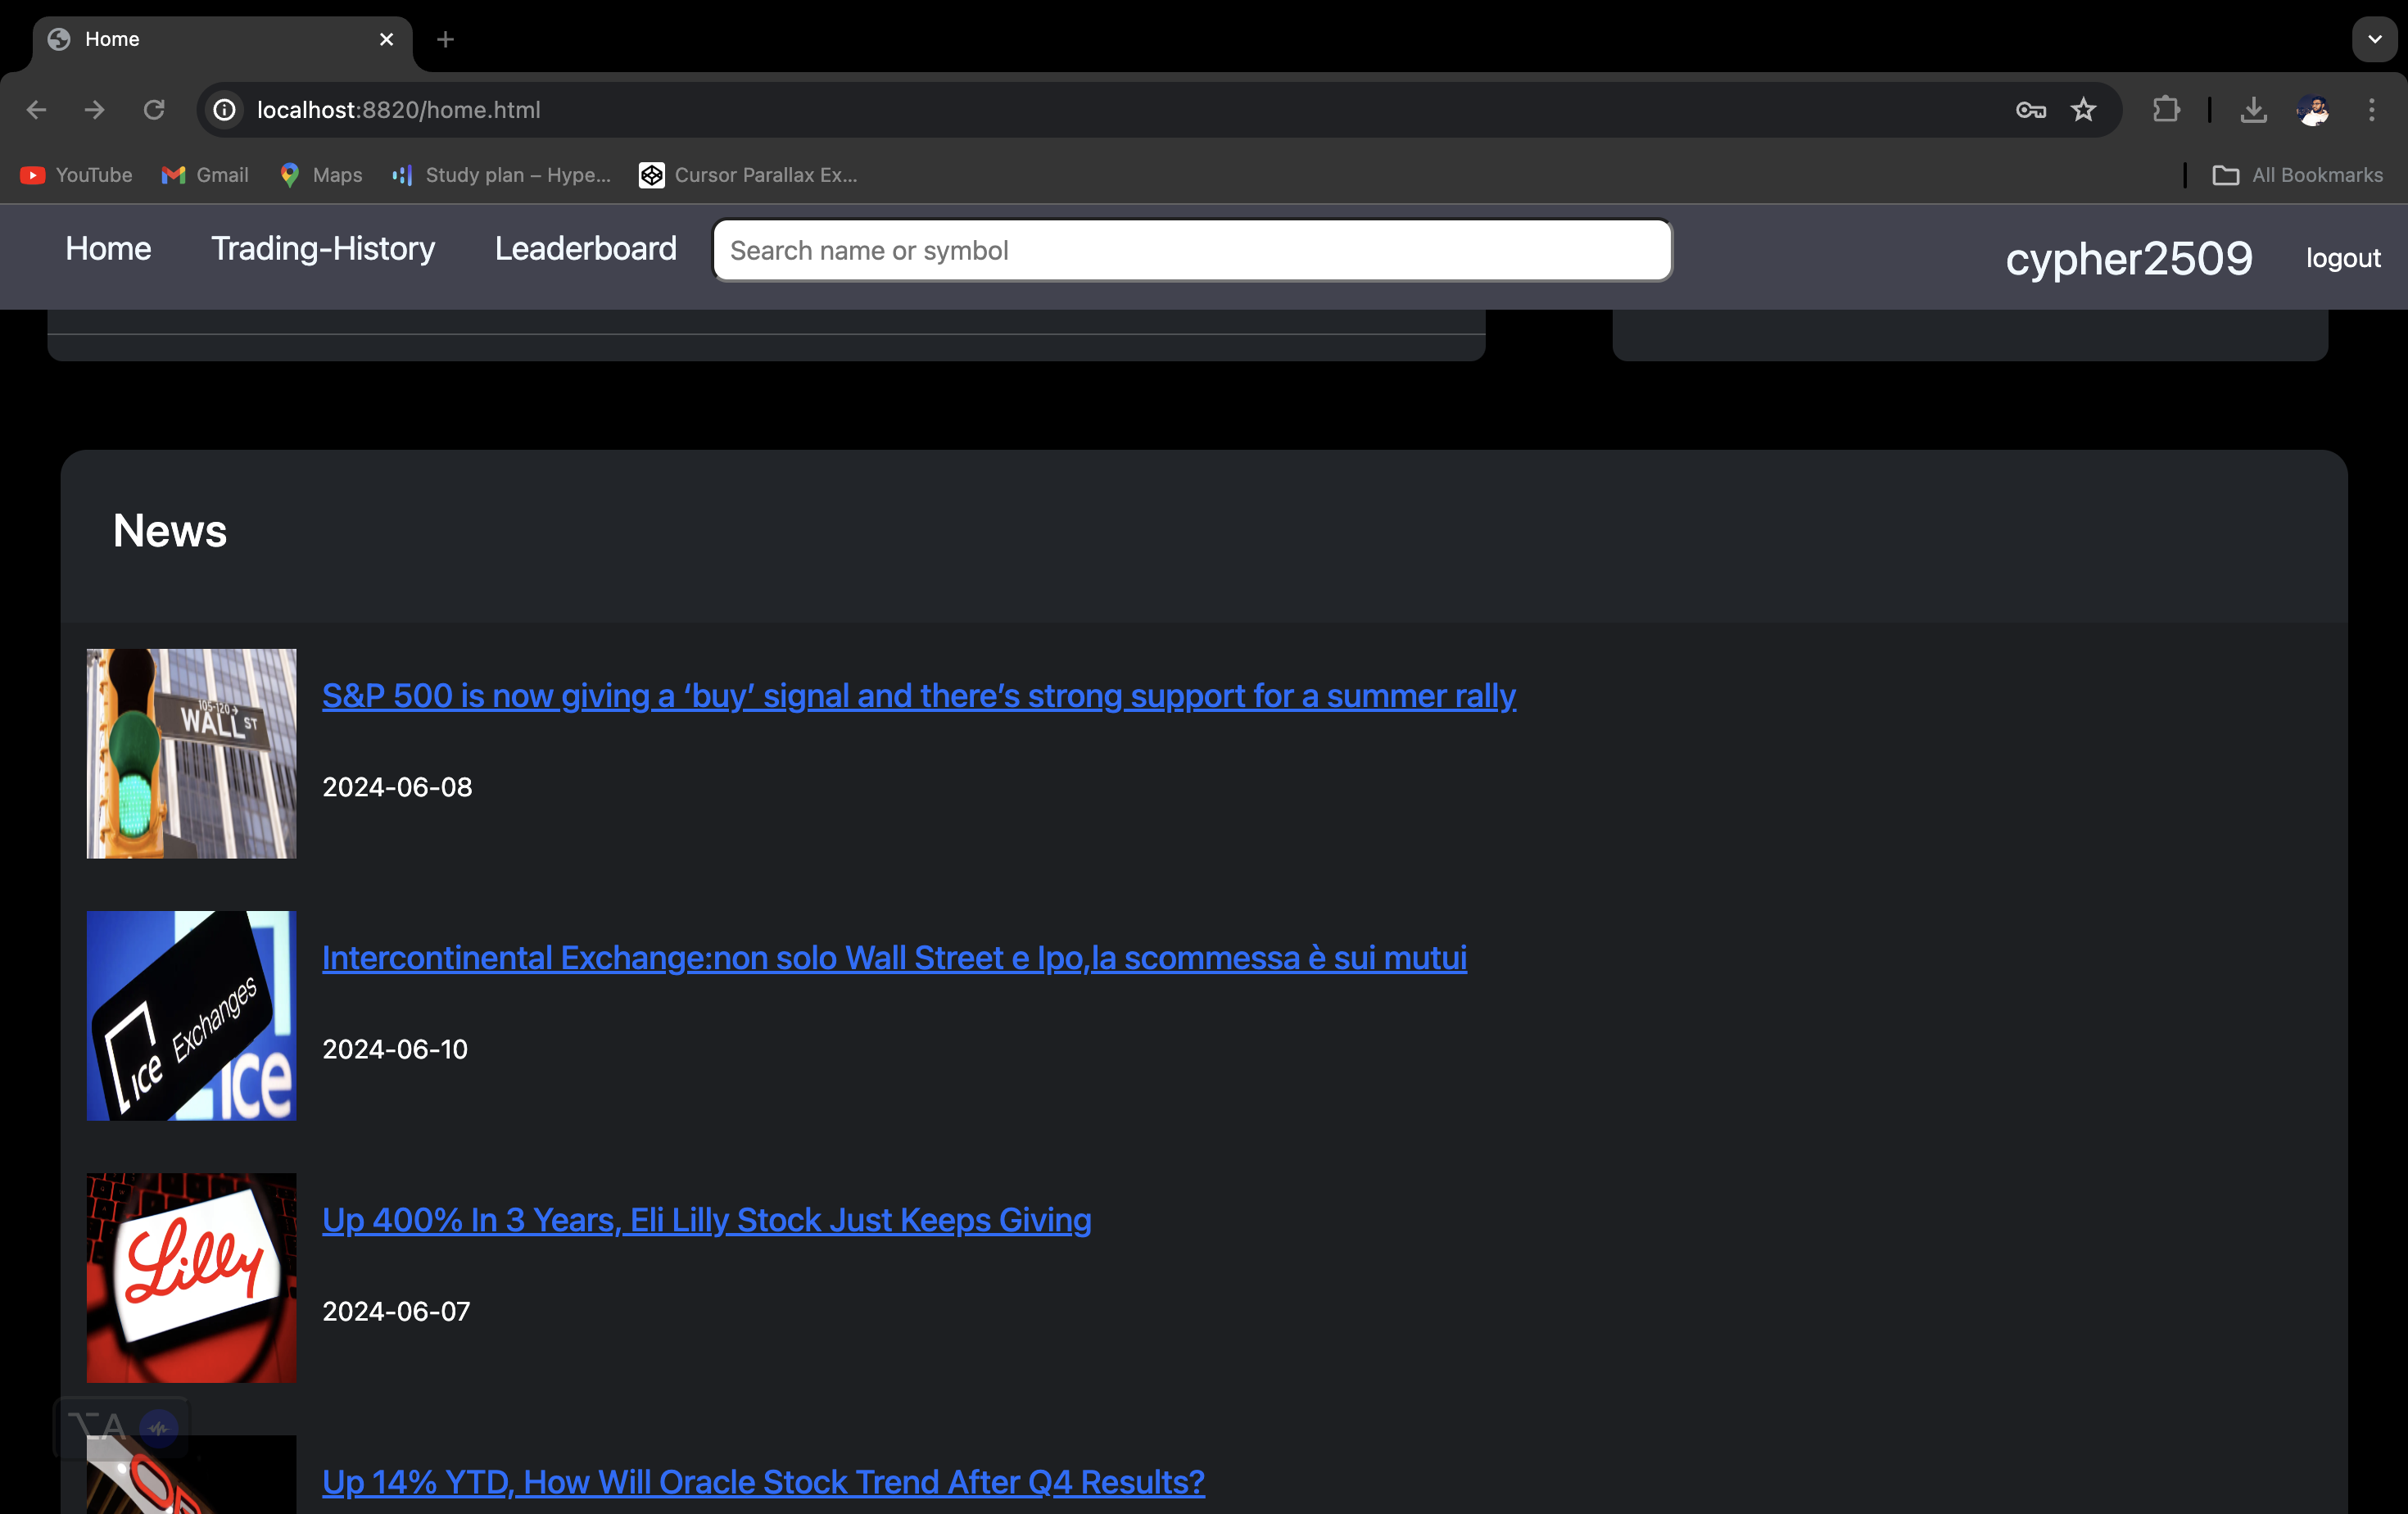 Home
localhost:8820/home.html
YouTube Gmail Maps Study plan – Hype... Cursor Parallax Ex... All Bookmarks
Home Trading-History Leaderboard Search name or symbol cypher2509 logout
News
S&P 500 is now giving a ‘buy’ signal and there’s strong support for a summer rally
105-120→
WALL ST
2024-06-08
Intercontinental Exchange:non solo Wall Street e Ipo,la scommessa è sui mutui
ice Exchanges
ice
2024-06-10
Up 400% In 3 Years, Eli Lilly Stock Just Keeps Giving
Lilly
2024-06-07
⌥A
Up 14% YTD, How Will Oracle Stock Trend After Q4 Results?